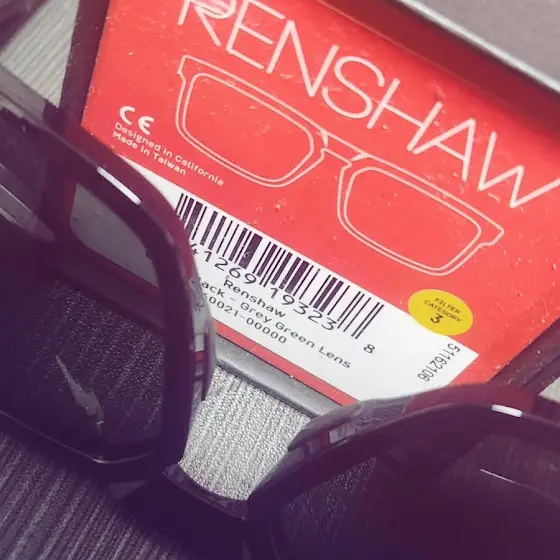 RENSHAW
CE
Designed in California
Made in Taiwan
41269 19323 8
Renshaw
ack - Grey Green Lens
0021-00000
FILTER
CATEGORY
3
51162106